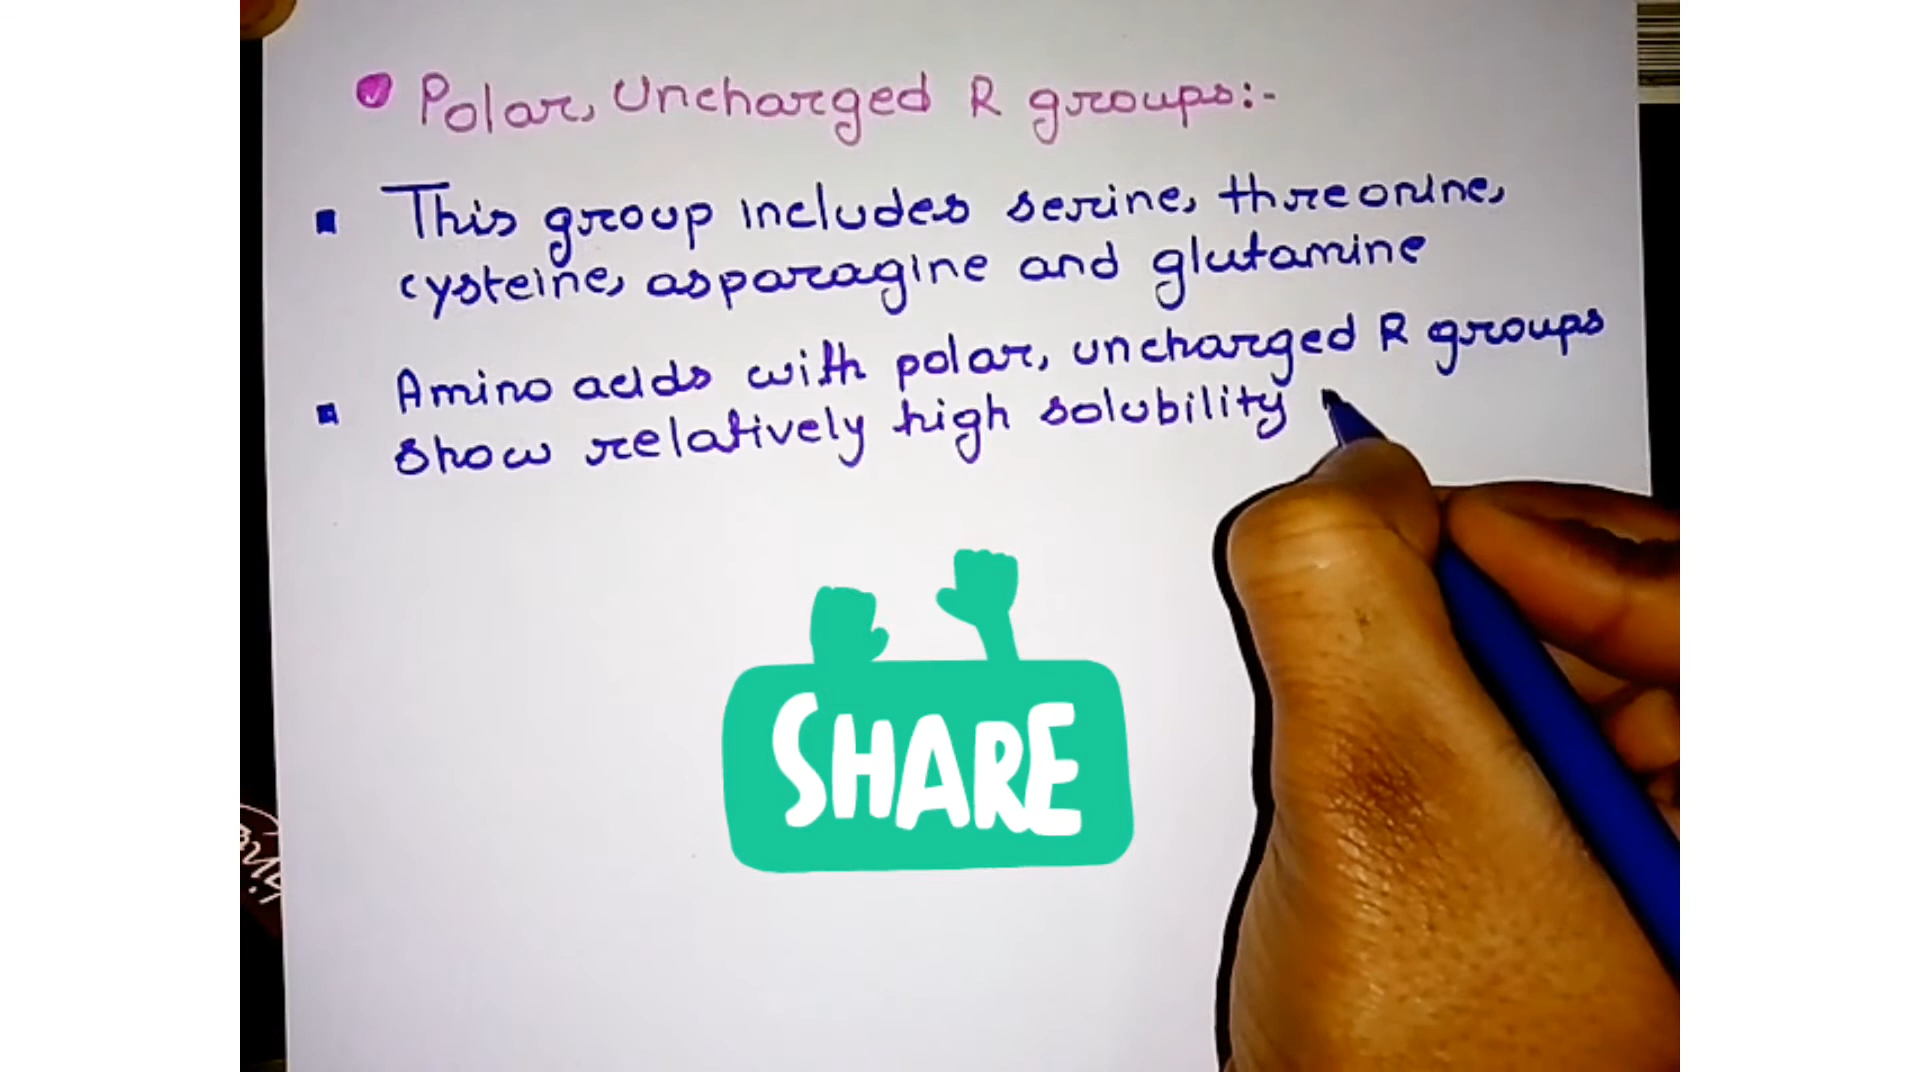 Polar, Uncharged R groups:-
This group includes serine, threonine,
cysteine, asparagine and glutamine
Amino acids with polar, uncharged R groups
show relatively high solubility
SHARE